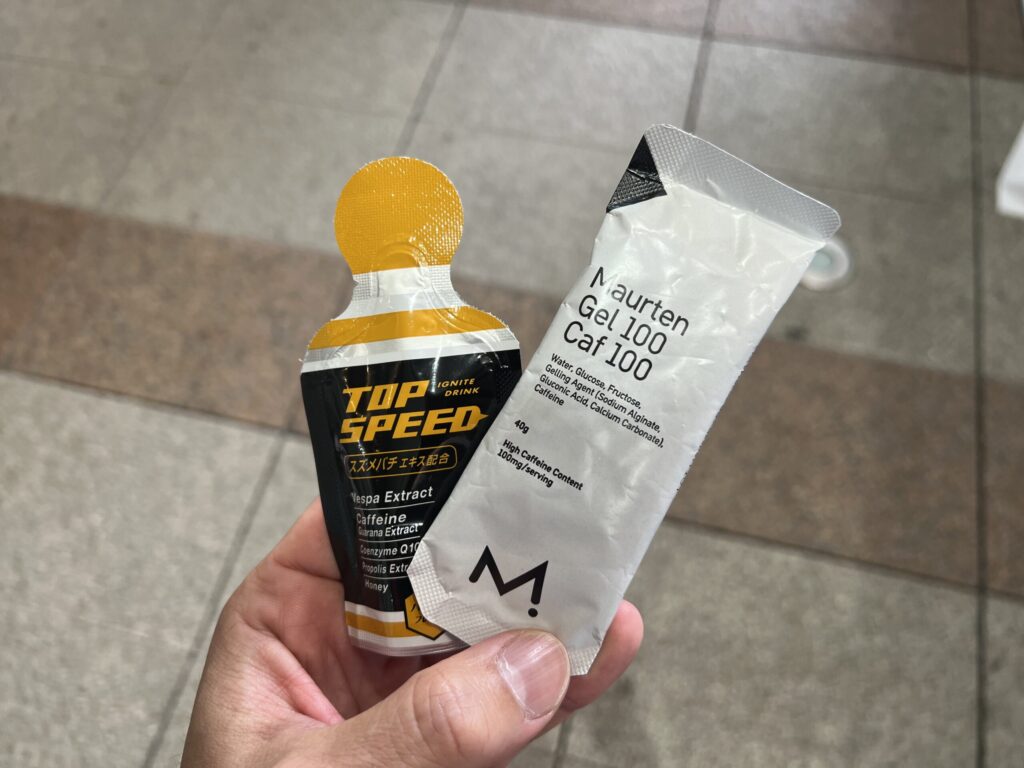 TOP
SPEED
IGNITE
DRINK
スズメバチエキス配合
Vespa Extract
Caffeine
Guarana Extract
Coenzyme Q10
Propolis Extr
Honey
Maurten
Gel 100
Caf 100
Water, Glucose, Fructose,
Gelling Agent (Sodium Alginate,
Gluconic Acid, Calcium Carbonate),
Caffeine
40g
High Caffeine Content
100mg/serving
M!